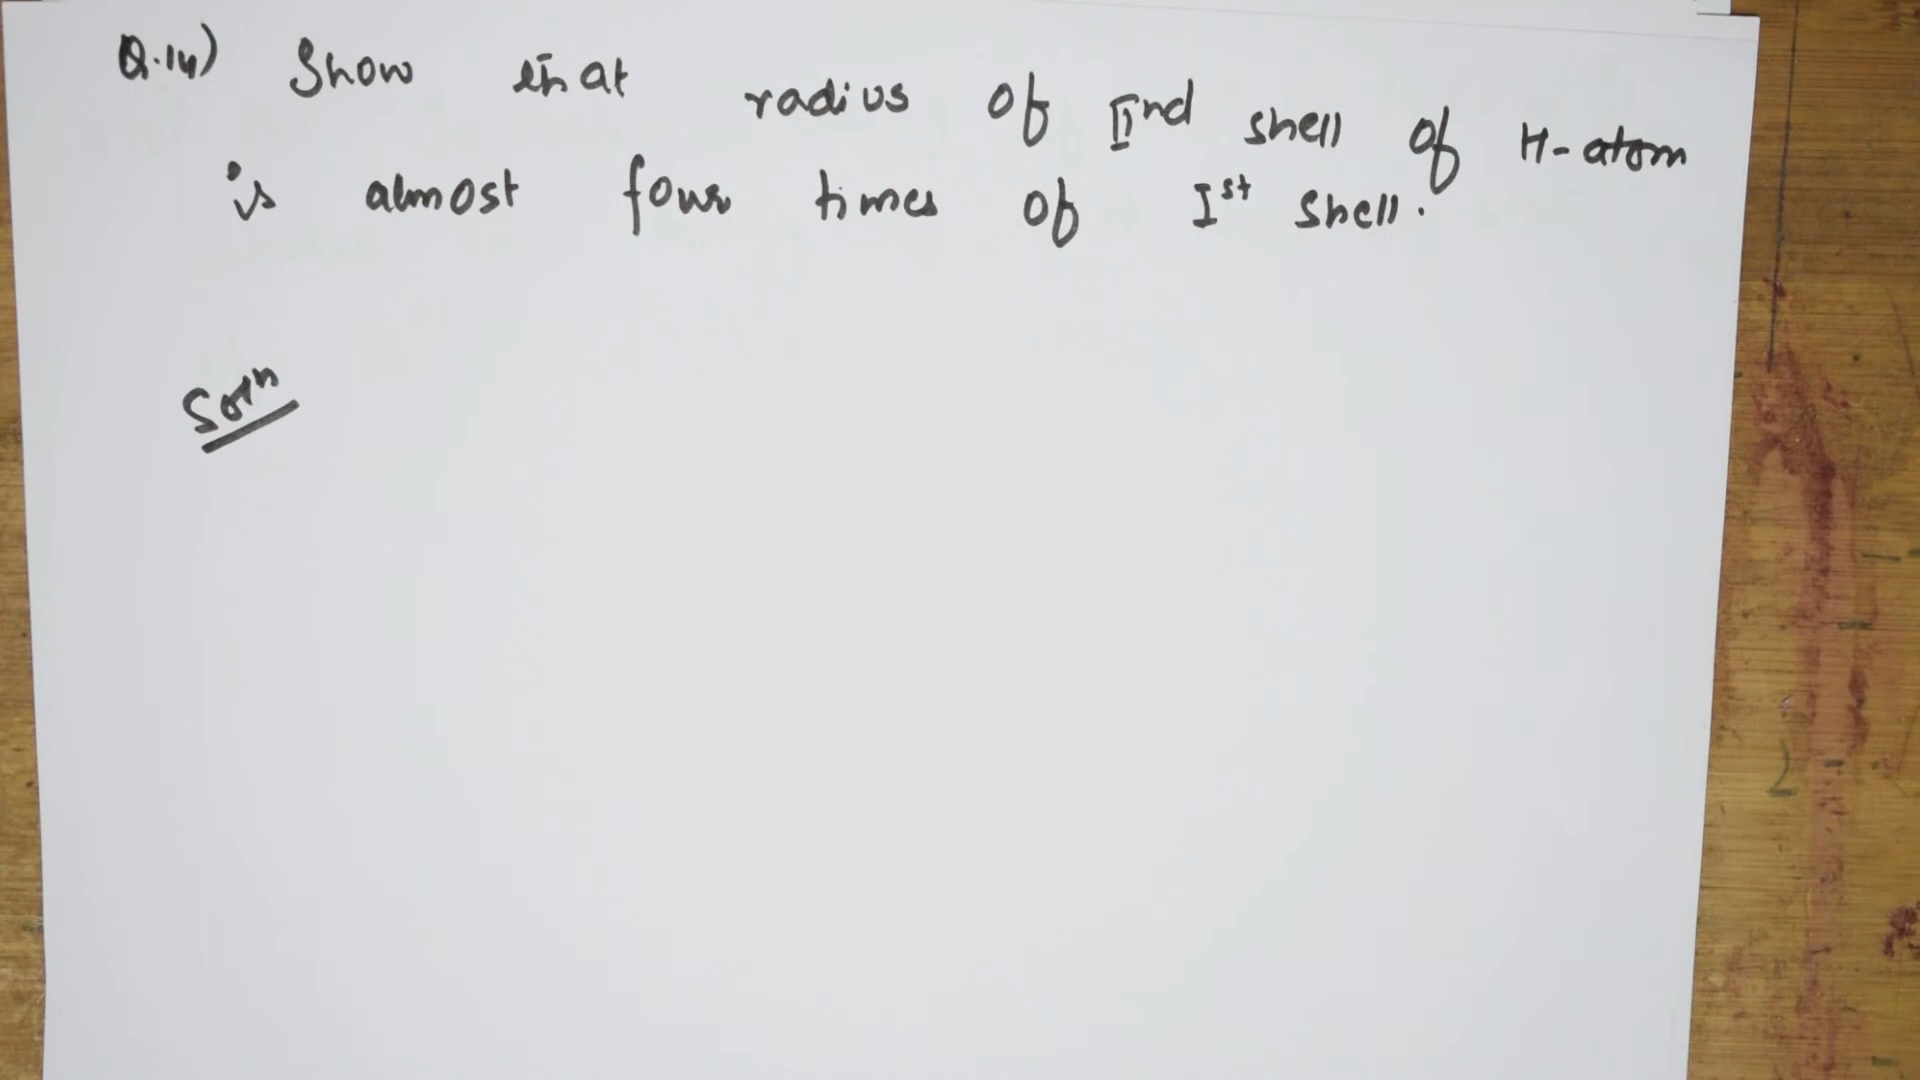 Q.14) Show that radius of IInd shell of H-atom
is almost four times of Ist shell.
Soln